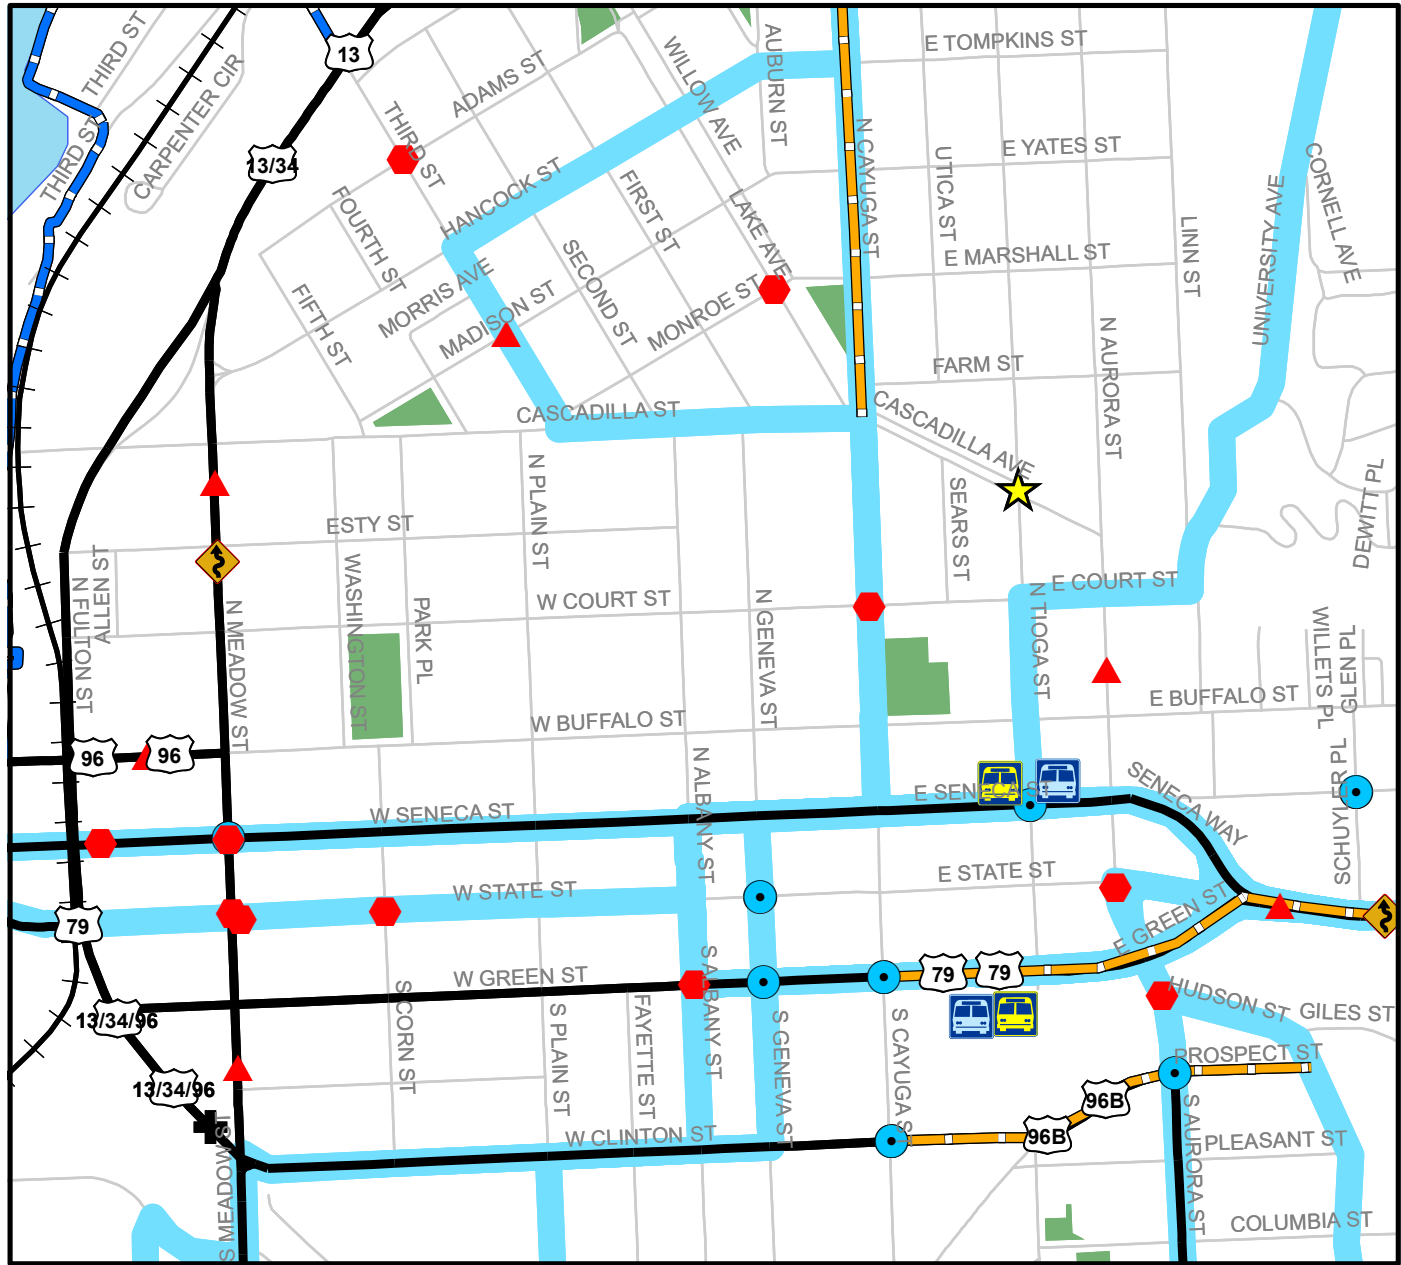 THIRD ST
13
ADAMS ST
WILLOW AVE
AUBURN ST
E TOMPKINS ST
CARPENTER CIR
THIRD ST
13/34
THIRD ST
HANCOCK ST
FIRST ST
LAKE AVE
N CAYUGA ST
UTICA ST
E YATES ST
CORNELL AVE
UNIVERSITY AVE
LINN ST
FOURTH ST
MORRIS AVE
SECOND ST
E MARSHALL ST
FIFTH ST
MADISON ST
MONROE ST
FARM ST
N AURORA ST
CASCADILLA ST
CASCADILLA AVE
N PLAIN ST
SEARS ST
DEWITT PL
ESTY ST
ALLEN ST
N FULTON ST
WASHINGTON ST
PARK PL
W COURT ST
N GENEVA ST
E COURT ST
N TIOGA ST
N MEADOW ST
WILLETS PL
GLEN PL
W BUFFALO ST
E BUFFALO ST
96
96
N ALBANY ST
W SENECA ST
E SENECA ST
SENECA WAY
SCHUYLER PL
W STATE ST
E STATE ST
79
E GREEN ST
W GREEN ST
S ALBANY ST
79
79
HUDSON ST
GILES ST
13/34/96
S CORN ST
S PLAIN ST
FAYETTE ST
S GENEVA ST
S CAYUGA ST
PROSPECT ST
13/34/96
96B
96B
S AURORA ST
W CLINTON ST
PLEASANT ST
S MEADOW ST
COLUMBIA ST